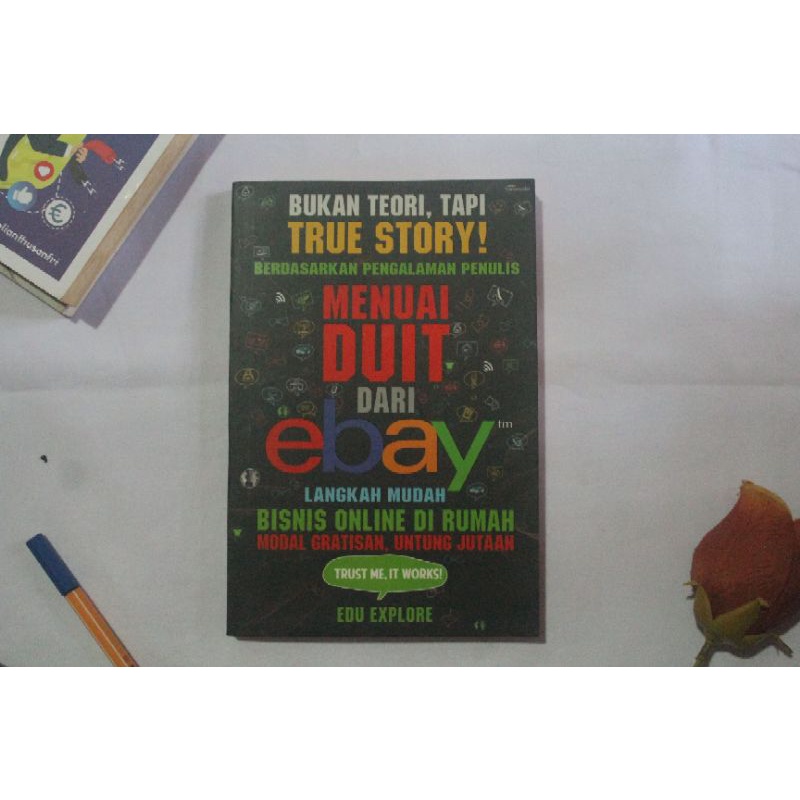 BUKAN TEORI, TAPI
TRUE STORY!
BERDASARKAN PENGALAMAN PENULIS
MENUAI
DUIT
DARI
ebay™
LANGKAH MUDAH
BISNIS ONLINE DI RUMAH
MODAL GRATISAN, UNTUNG JUTAAN
TRUST ME, IT WORKS!
EDU EXPLORE